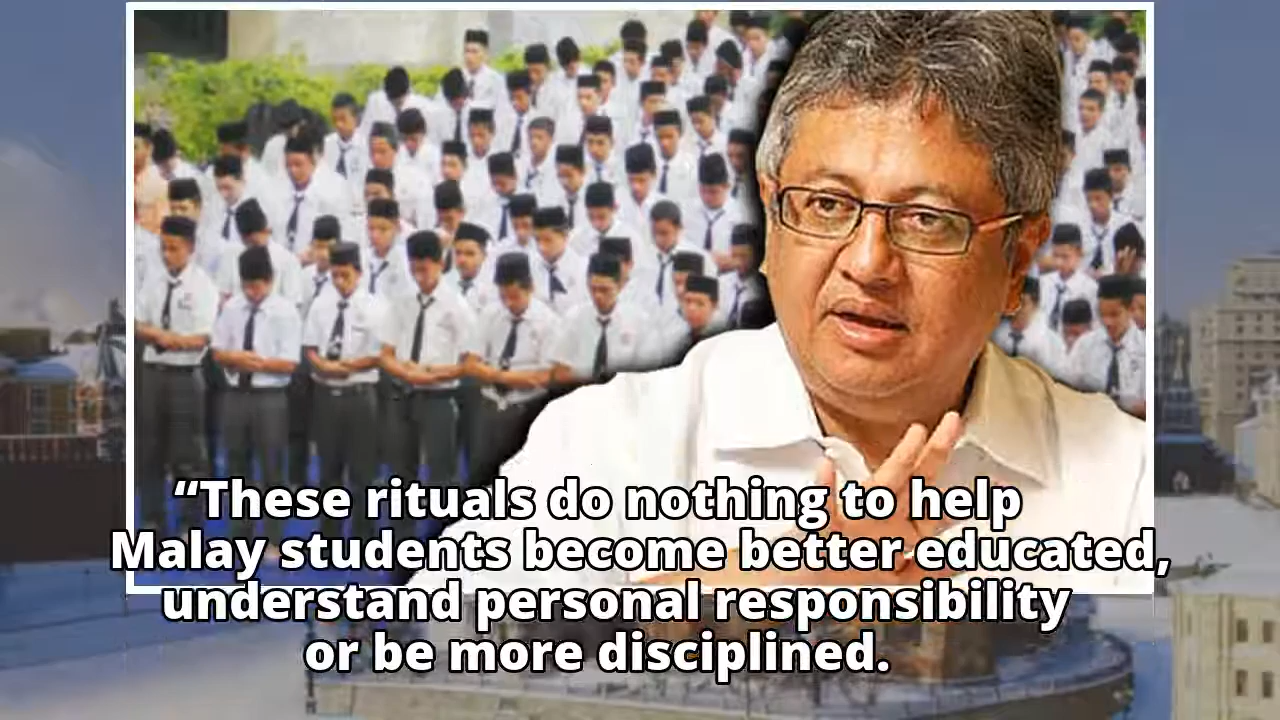 “These rituals do nothing to help
Malay students become better educated,
understand personal responsibility
or be more disciplined.